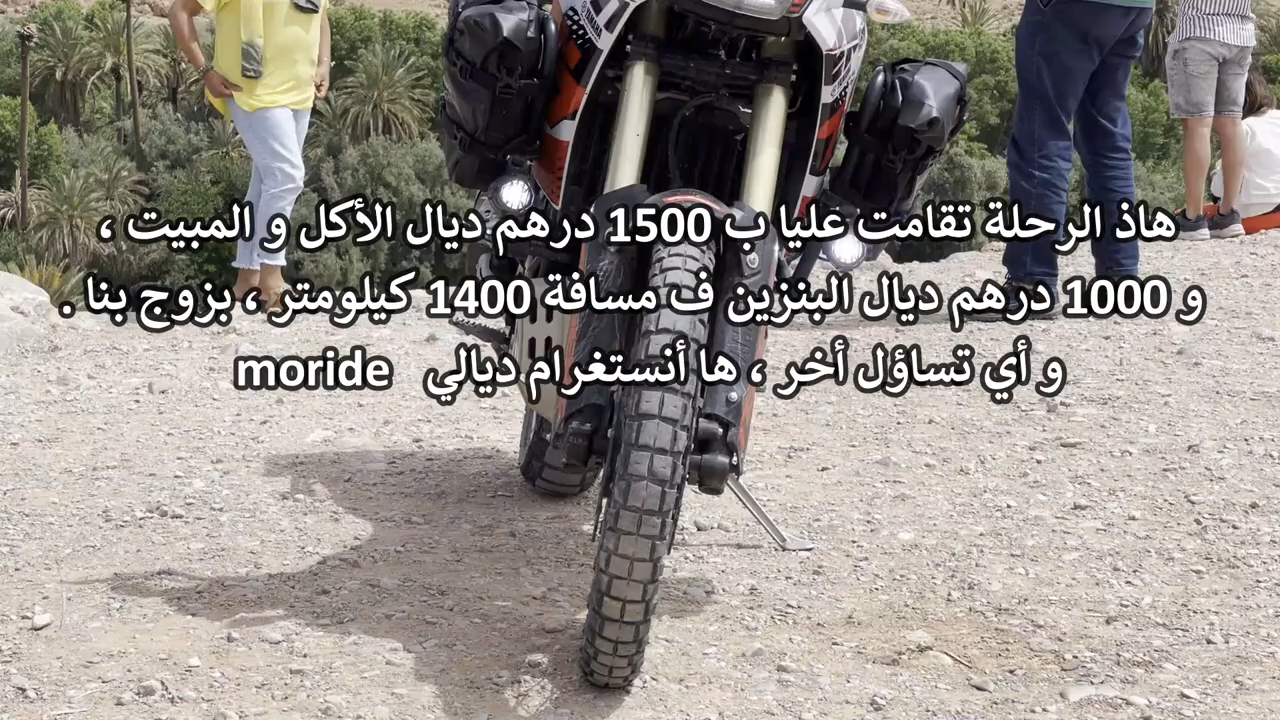 هاذ الرحلة تقامت عليا ب 1500 درهم ديال الأكل و المبيت ،
و 1000 درهم ديال البنزين ف مسافة 1400 كيلومتر ، بزوج بنا .
و أي تساؤل أخر ، ها أنستغرام ديالي moride